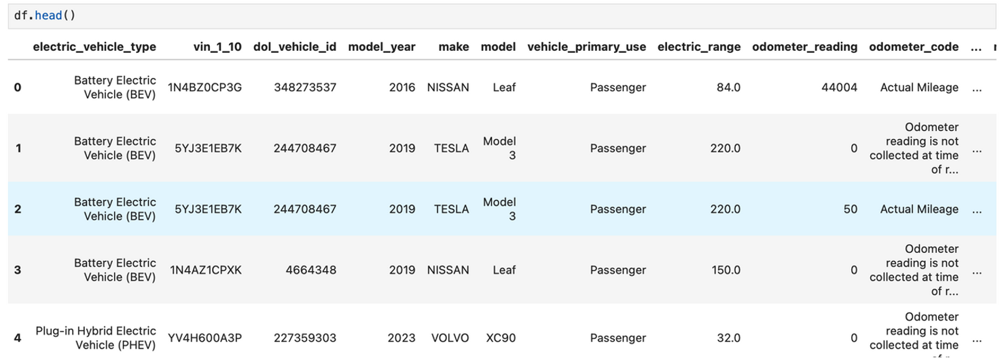 df.head()
electric_vehicle_type vin_1_10 dol_vehicle_id model_year make model vehicle_primary_use electric_range odometer_reading odometer_code ...
0 Battery Electric Vehicle (BEV) 1N4BZ0CP3G 348273537 2016 NISSAN Leaf Passenger 84.0 44004 Actual Mileage ...
1 Battery Electric Vehicle (BEV) 5YJ3E1EB7K 244708467 2019 TESLA Model 3 Passenger 220.0 0 Odometer reading is not collected at time of r... ...
2 Battery Electric Vehicle (BEV) 5YJ3E1EB7K 244708467 2019 TESLA Model 3 Passenger 220.0 50 Actual Mileage ...
3 Battery Electric Vehicle (BEV) 1N4AZ1CPXK 4664348 2019 NISSAN Leaf Passenger 150.0 0 Odometer reading is not collected at time of r... ...
4 Plug-in Hybrid Electric Vehicle (PHEV) YV4H600A3P 227359303 2023 VOLVO XC90 Passenger 32.0 0 Odometer reading is not collected at time ...